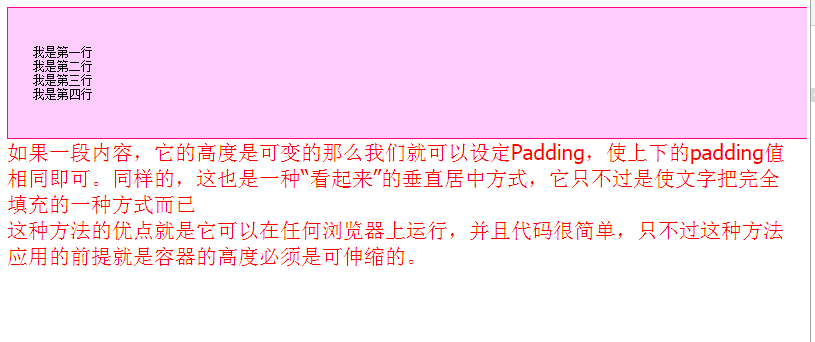 我是第一行
我是第二行
我是第三行
我是第四行
如果一段内容，它的高度是可变的那么我们就可以设定Padding，使上下的padding值
相同即可。同样的，这也是一种“看起来”的垂直居中方式，它只不过是使文字把完全
填充的一种方式而已
这种方法的优点就是它可以在任何浏览器上运行，并且代码很简单，只不过这种方法
应用的前提就是容器的高度必须是可伸缩的。